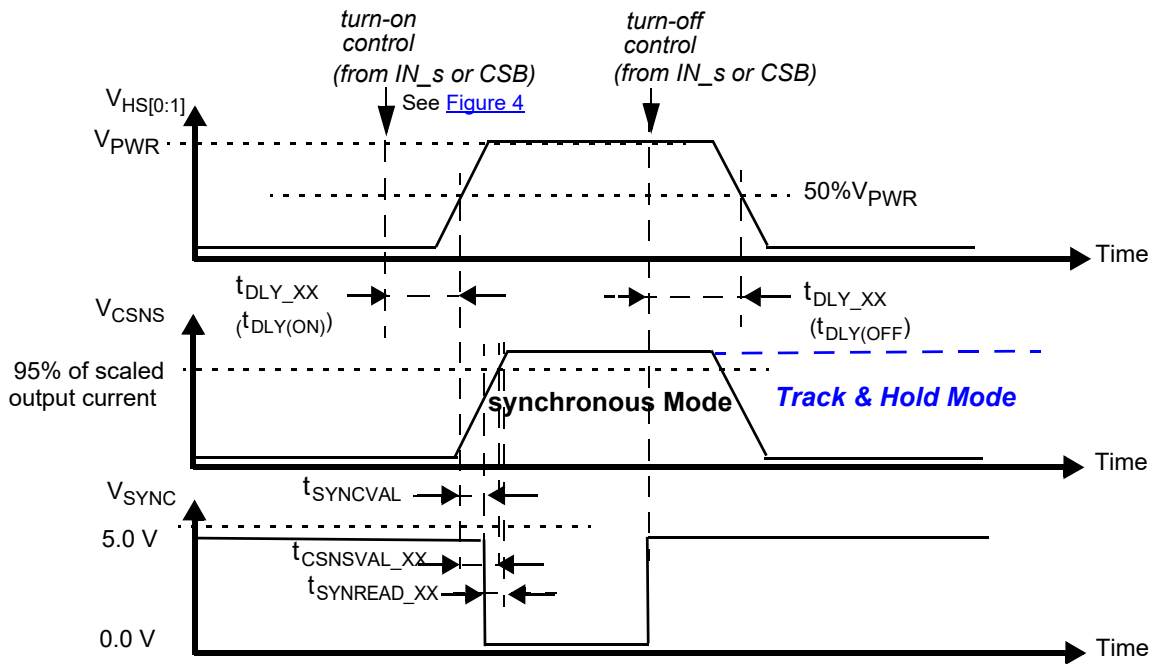 turn-on
control
(from IN_s or CSB)
See Figure 4
turn-off
control
(from IN_s or CSB)
VHS[0:1]
VPWR
50%VPWR
Time
tDLY_XX
(tDLY(ON))
tDLY_XX
(tDLY(OFF)
VCSNS
95% of scaled
output current
synchronous Mode
Track & Hold Mode
Time
VSYNC
tSYNCVAL
5.0 V
tCSNSVAL_XX
tSYNREAD_XX
0.0 V
Time